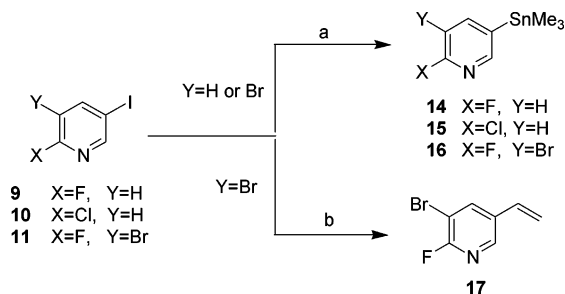 Y
I
X
N
9 X=F, Y=H
10 X=Cl, Y=H
11 X=F, Y=Br
a
Y=H or Br
Y=Br
b
Y
SnMe3
X
N
14 X=F, Y=H
15 X=Cl, Y=H
16 X=F, Y=Br
Br
F
N
17